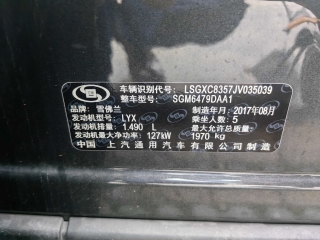 车辆识别代号: LSGXC8357JV035039
整车型号: SGM6479DAA1
品牌: 雪佛兰 制造年月: 2017年08月
发动机型号: LYX 乘坐人数: 5
发动机排量: 1.490 L 最大允许总质量:
发动机最大净功率: 127kW 1970 kg
中国 上汽通用汽车有限公司 制造